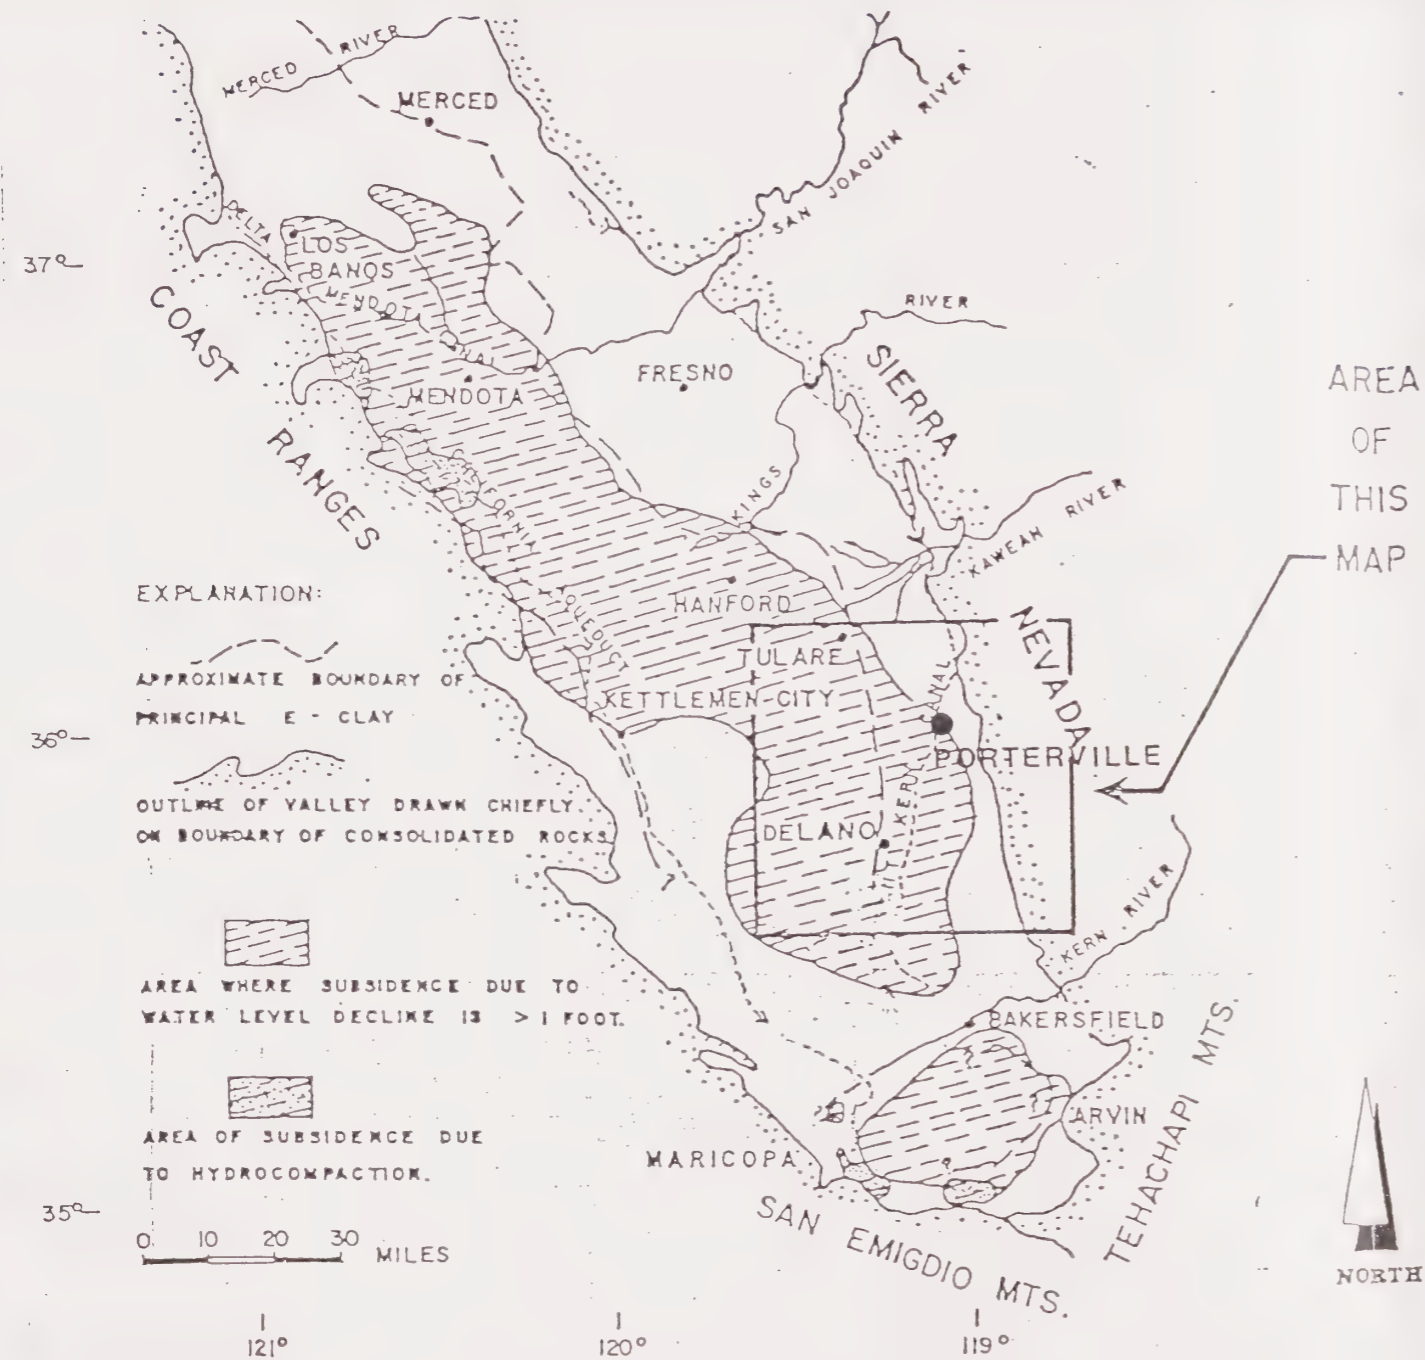 MERCED RIVER
MERCED
SAN JOAQUIN RIVER
DELTA
MENDOTA
CANAL
LOS
BANOS
37°
COAST
RANGES
MENDOTA
FRESNO
RIVER
KINGS
SIERRA
NEVADA
AREA
OF
THIS
MAP
KAWEAH RIVER
CALIFORNIA
AQUEDUCT
HANFORD
TULARE
KETTLEMEN CITY
36°
CANAL
KERN
PORTERVILLE
DELANO
EXPLANATION:
APPROXIMATE BOUNDARY OF
PRINCIPAL E - CLAY
OUTLINE OF VALLEY DRAWN CHIEFLY
ON BOUNDARY OF CONSOLIDATED ROCKS
AREA WHERE SUBSIDENCE DUE TO
WATER LEVEL DECLINE IS > 1 FOOT.
AREA OF SUBSIDENCE DUE
TO HYDROCOMPACTION.
KERN RIVER
BAKERSFIELD
ARVIN
MARICOPA
TEHACHAPI MTS.
SAN EMIGDIO MTS.
35°
0 10 20 30 MILES
NORTH
121° 120° 119°